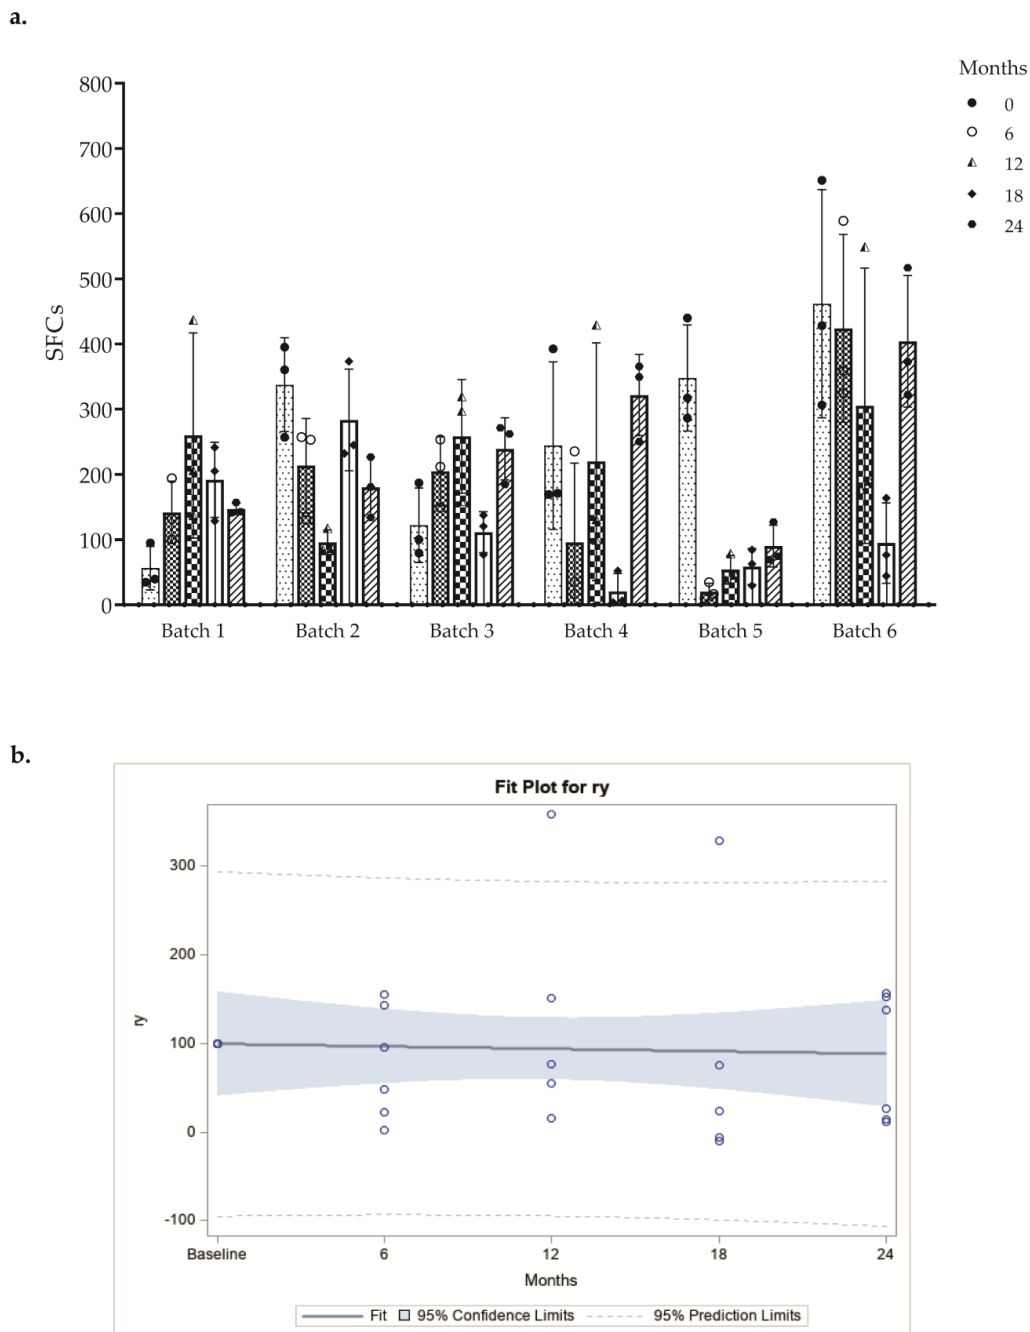 a.
Months
0
6
12
18
24
SFCs
800
700
600
500
400
300
200
100
0
Batch 1 Batch 2 Batch 3 Batch 4 Batch 5 Batch 6
b.
Fit Plot for ry
ry
300
200
100
0
-100
Baseline 6 12 18 24
Months
Fit 95% Confidence Limits 95% Prediction Limits